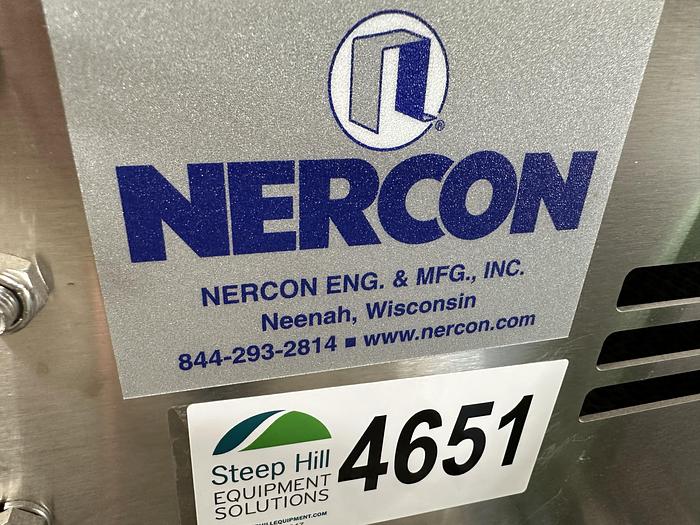 ®
NERCON
NERCON ENG. & MFG., INC.
Neenah, Wisconsin
844-293-2814 ■ www.nercon.com
Steep Hill
EQUIPMENT
SOLUTIONS
4651